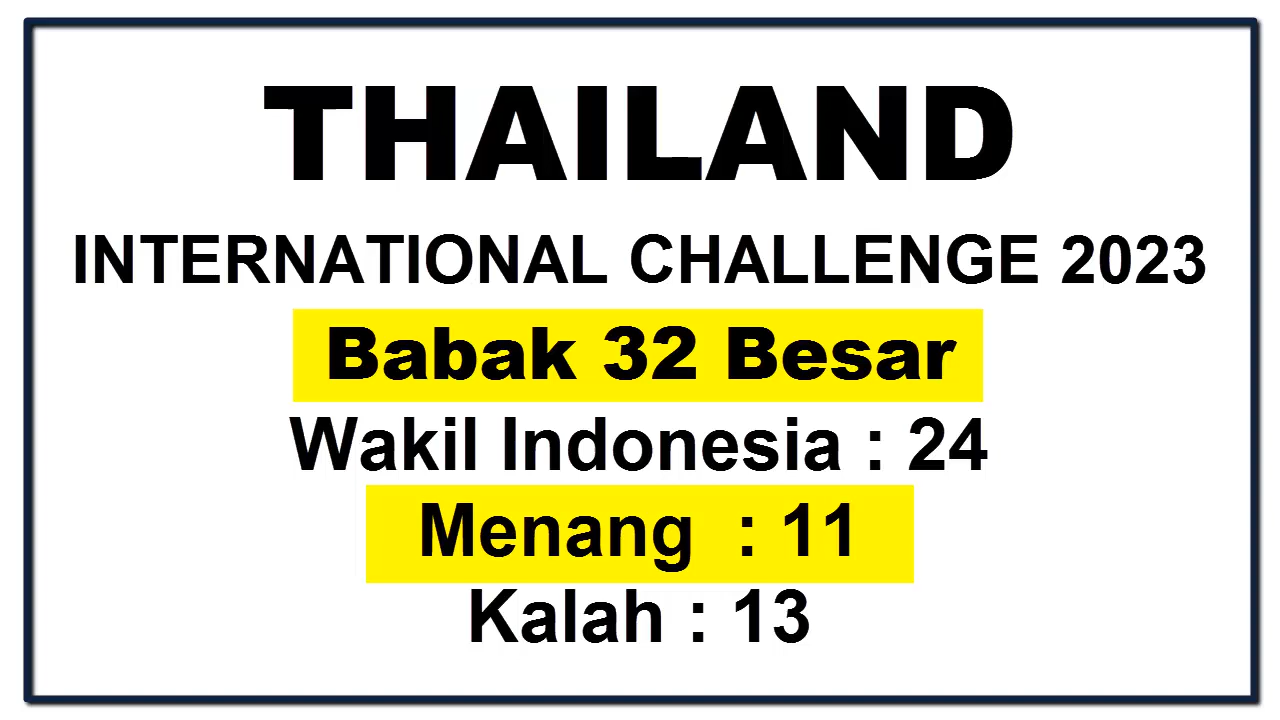 THAILAND
INTERNATIONAL CHALLENGE 2023
Babak 32 Besar
Wakil Indonesia : 24
Menang : 11
Kalah : 13